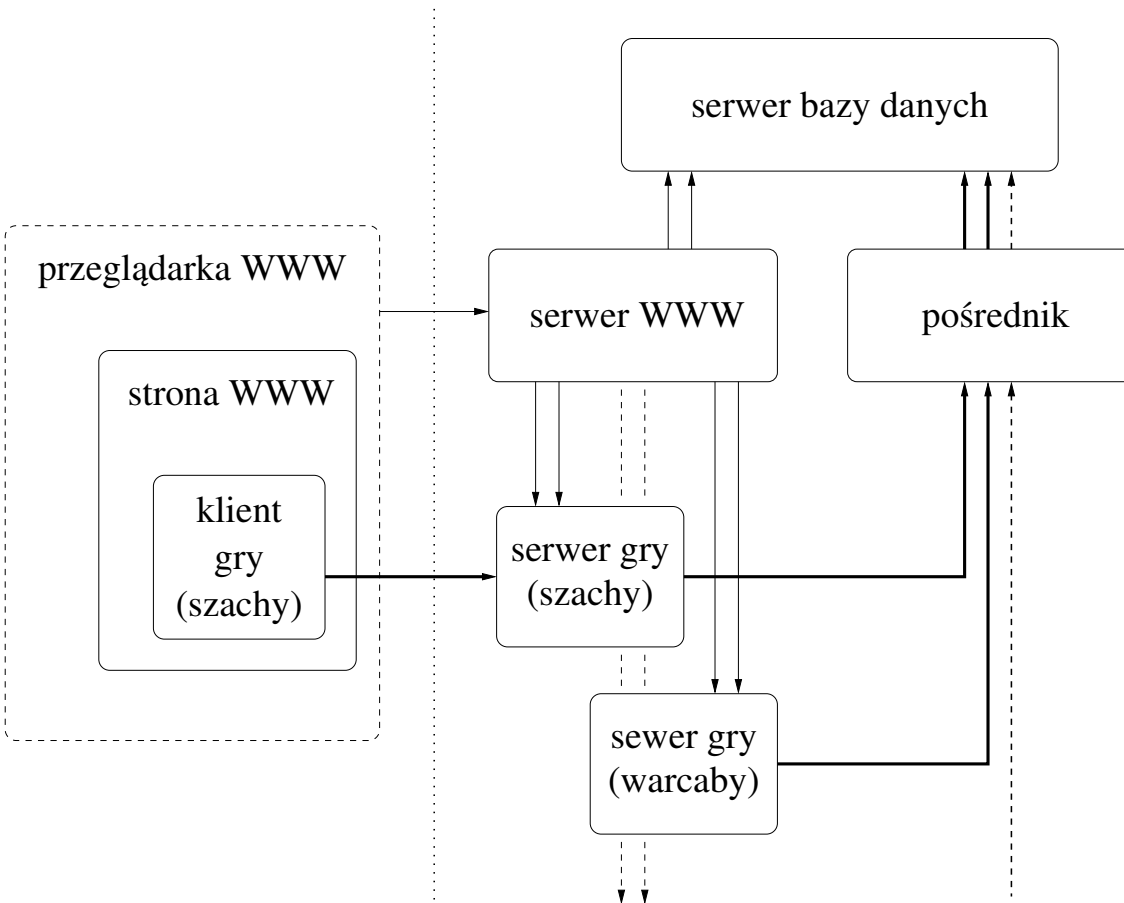 serwer bazy danych
przeglądarka WWW
serwer WWW
pośrednik
strona WWW
klient
gry
(szachy)
serwer gry
(szachy)
sewer gry
(warcaby)